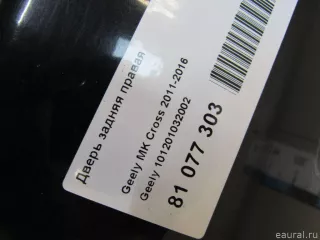 Дверь задняя правая
Geely MK Cross 2011-2016
Geely 101201032002
81 077 303
eaural.ru